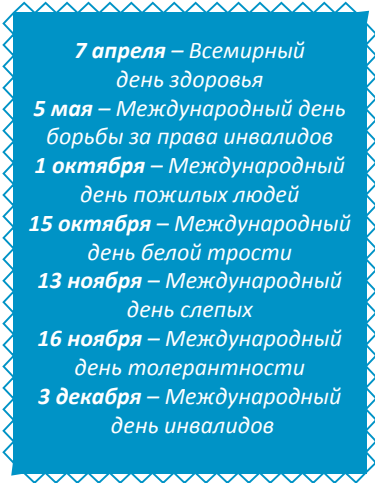 7 апреля – Всемирный
день здоровья
5 мая – Международный день
борьбы за права инвалидов
1 октября – Международный
день пожилых людей
15 октября – Международный
день белой трости
13 ноября – Международный
день слепых
16 ноября – Международный
день толерантности
3 декабря – Международный
день инвалидов